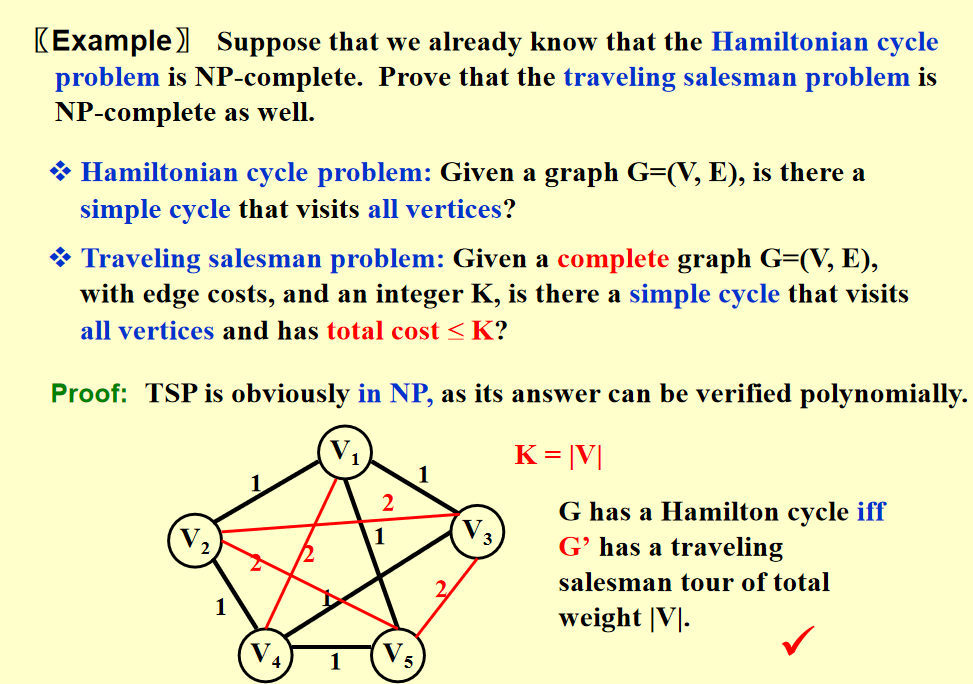 〖Example〗 Suppose that we already know that the Hamiltonian cycle
problem is NP-complete. Prove that the traveling salesman problem is
NP-complete as well.
❖ Hamiltonian cycle problem: Given a graph G=(V, E), is there a
simple cycle that visits all vertices?
❖ Traveling salesman problem: Given a complete graph G=(V, E),
with edge costs, and an integer K, is there a simple cycle that visits
all vertices and has total cost ≤ K?
Proof: TSP is obviously in NP, as its answer can be verified polynomially.
V1
K = |V|
1
1
2
G has a Hamilton cycle iff
V2
1
V3
G’ has a traveling
2
2
salesman tour of total
1
2
1
weight |V|.
✓
V4
1
V5